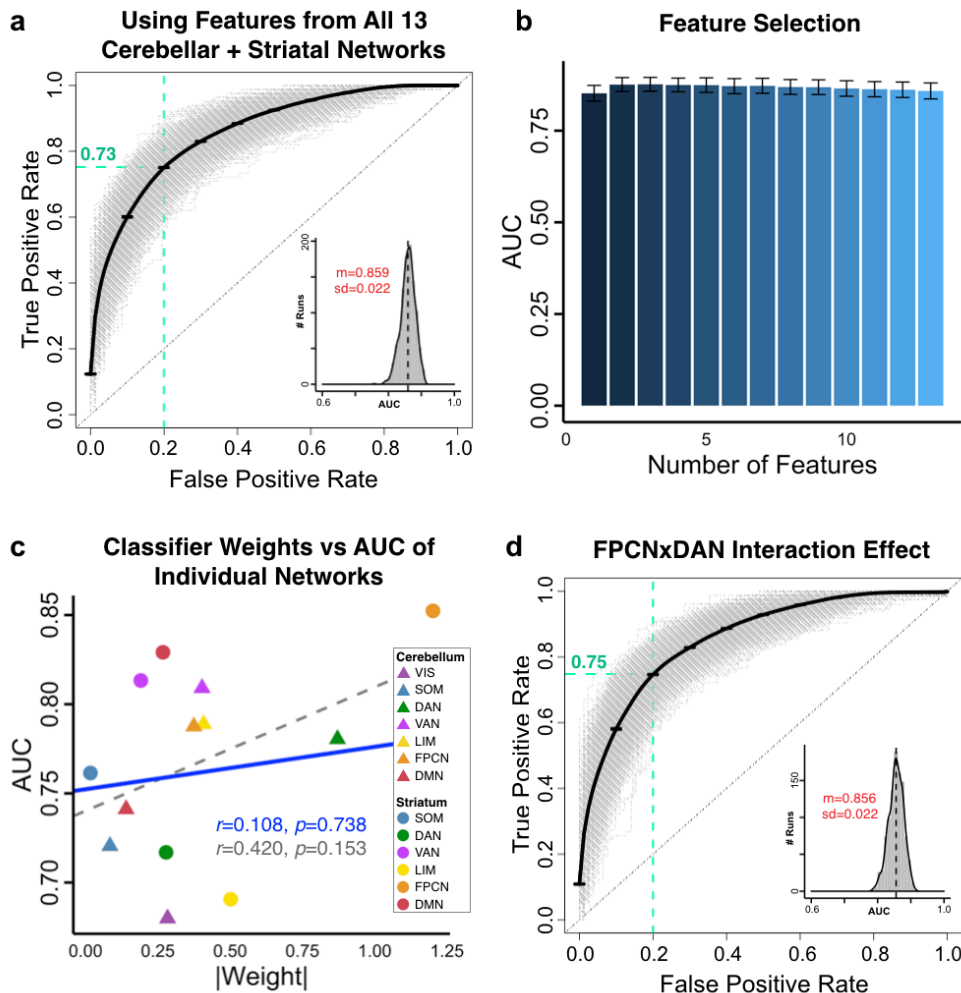 a
Using Features from All 13
Cerebellar + Striatal Networks
True Positive Rate
1.0
0.8
0.6
0.4
0.2
0.0
0.73
# Runs
200
0
m=0.859
sd=0.022
0.6
AUC
1.0
0.0
0.2
0.4
0.6
0.8
1.0
False Positive Rate
b
Feature Selection
AUC
0.75
0.50
0.25
0.00
0
5
10
Number of Features
c
Classifier Weights vs AUC of
Individual Networks
AUC
0.85
0.80
0.75
0.70
r=0.108, p=0.738
r=0.420, p=0.153
Cerebellum
VIS
SOM
DAN
VAN
LIM
FPCN
DMN
Striatum
SOM
DAN
VAN
LIM
FPCN
DMN
0.00
0.25
0.50
0.75
1.00
1.25
|Weight|
d
FPCNxDAN Interaction Effect
True Positive Rate
1.0
0.8
0.6
0.4
0.2
0.0
0.75
# Runs
150
0
m=0.856
sd=0.022
0.6
AUC
1.0
0.0
0.2
0.4
0.6
0.8
1.0
False Positive Rate